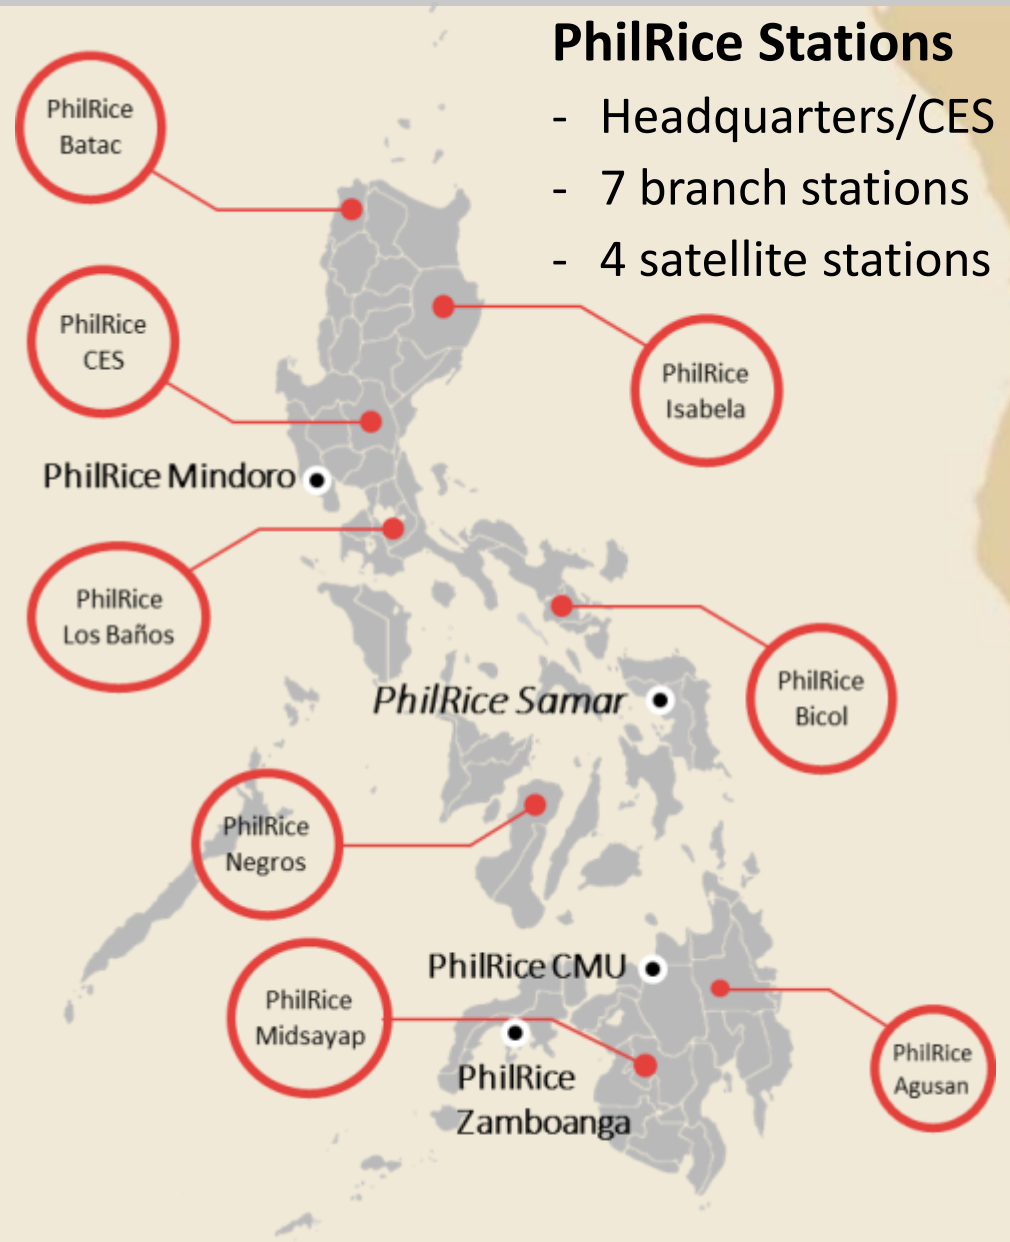 PhilRice Stations
- Headquarters/CES
- 7 branch stations
- 4 satellite stations
PhilRice
Batac
PhilRice
CES
PhilRice
Isabela
PhilRice Mindoro
PhilRice
Los Baños
PhilRice Samar
PhilRice
Bicol
PhilRice
Negros
PhilRice CMU
PhilRice
Midsayap
PhilRice
Zamboanga
PhilRice
Agusan